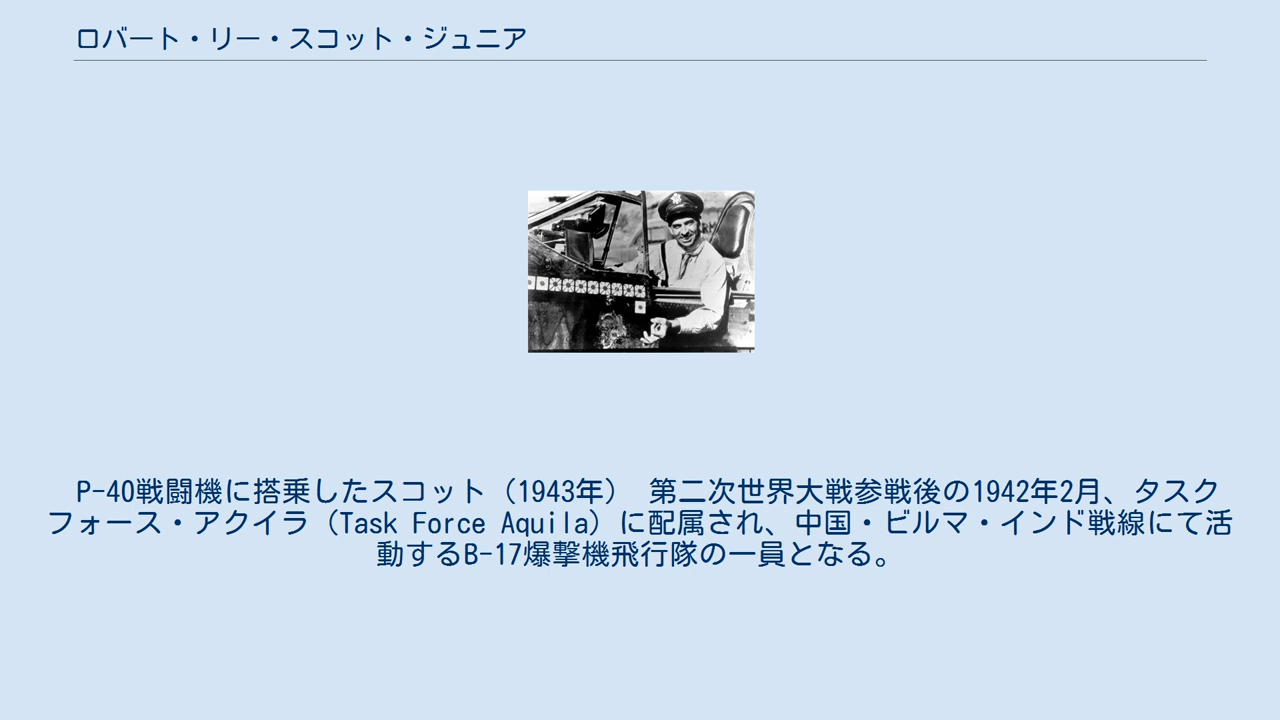 ロバート・リー・スコット・ジュニア
P-40戦闘機に搭乗したスコット（1943年） 第二次世界大戦参戦後の1942年2月、タスク
フォース・アクイラ（Task Force Aquila）に配属され、中国・ビルマ・インド戦線にて活
動するB-17爆撃機飛行隊の一員となる。